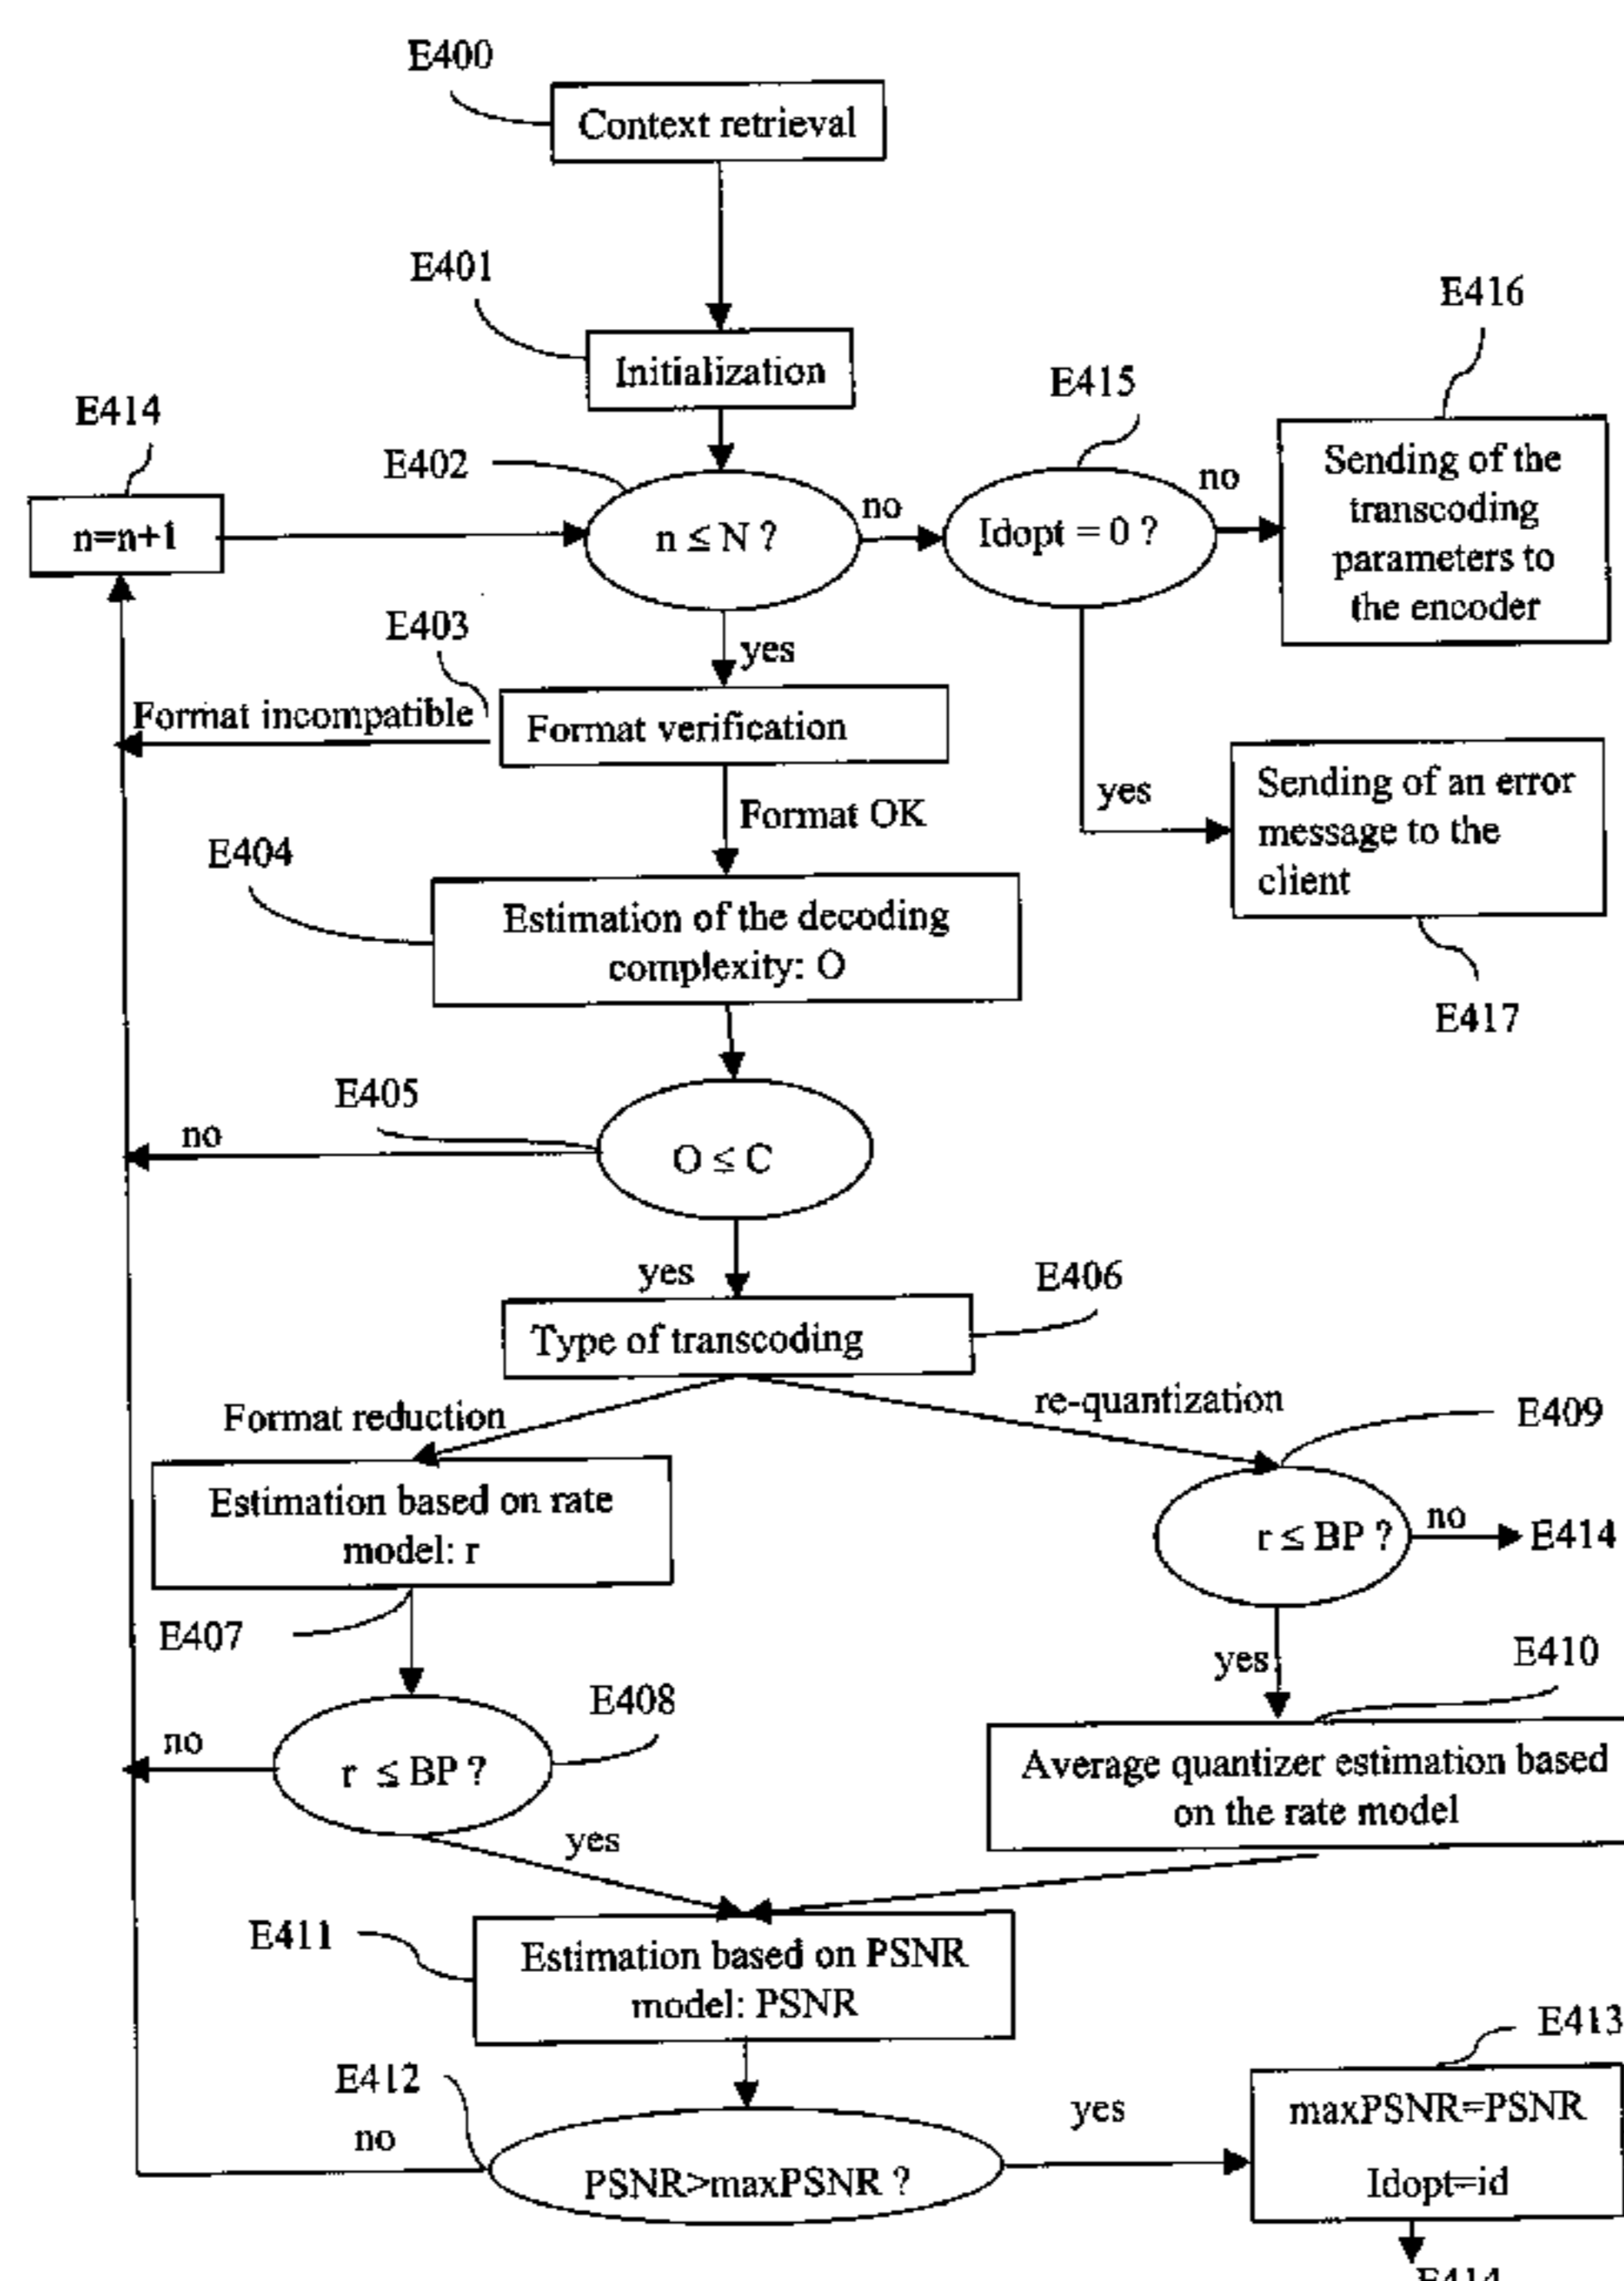 E400
Context retrieval
E401
Initialization
E416
E415
E414
E402
n=n+1
n ≤ N ?
no
Idopt = 0 ?
no
Sending of the
transcoding
parameters to
the encoder
E403
yes
Format incompatible
Format verification
yes
Sending of an error
message to the
client
Format OK
E404
Estimation of the decoding
complexity: O
E417
E405
no
O ≤ C
yes
E406
Type of transcoding
Format reduction
re-quantization
E409
Estimation based on rate
model: r
r ≤ BP ?
no
E414
E407
yes
E410
E408
no
r ≤ BP ?
Average quantizer estimation based
on the rate model
yes
E411
Estimation based on PSNR
model: PSNR
E413
E412
no
PSNR>maxPSNR ?
yes
maxPSNR=PSNR
Idopt=id
E414